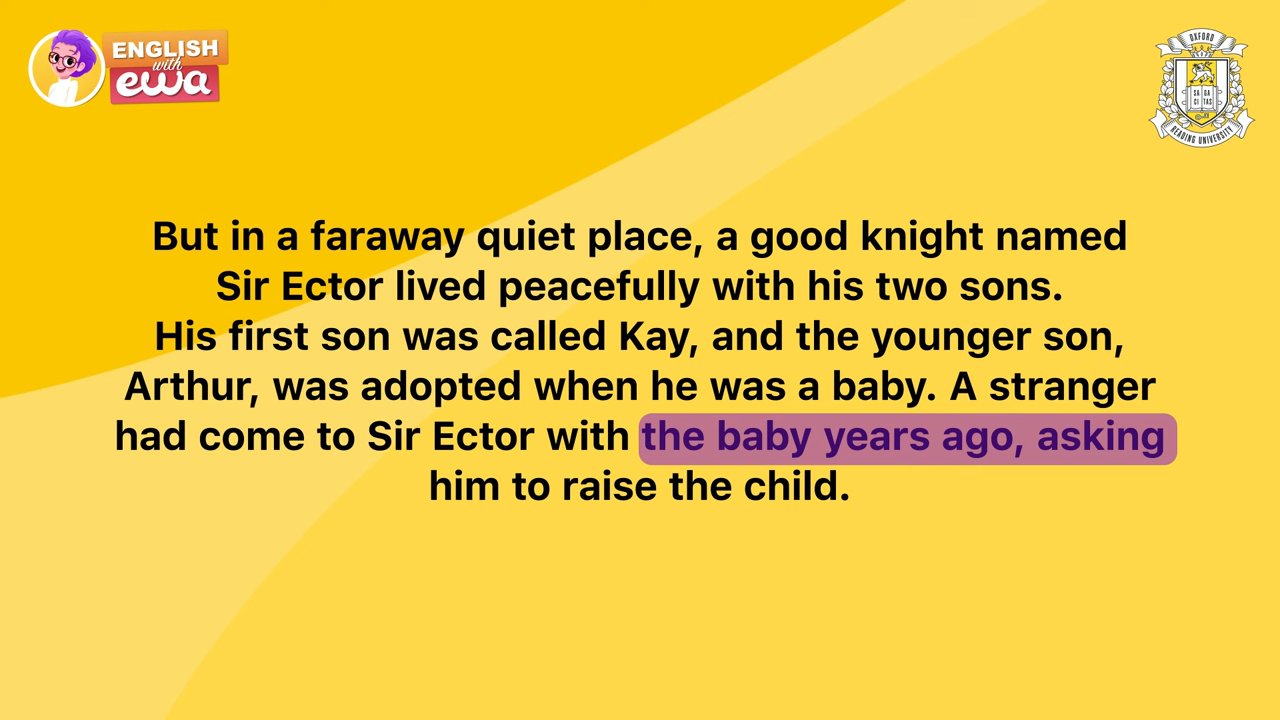 ENGLISH
with
ewa
OXFORD
SA GA
CI TAS
READING UNIVERSITY
But in a faraway quiet place, a good knight named
Sir Ector lived peacefully with his two sons.
His first son was called Kay, and the younger son,
Arthur, was adopted when he was a baby. A stranger
had come to Sir Ector with the baby years ago, asking
him to raise the child.